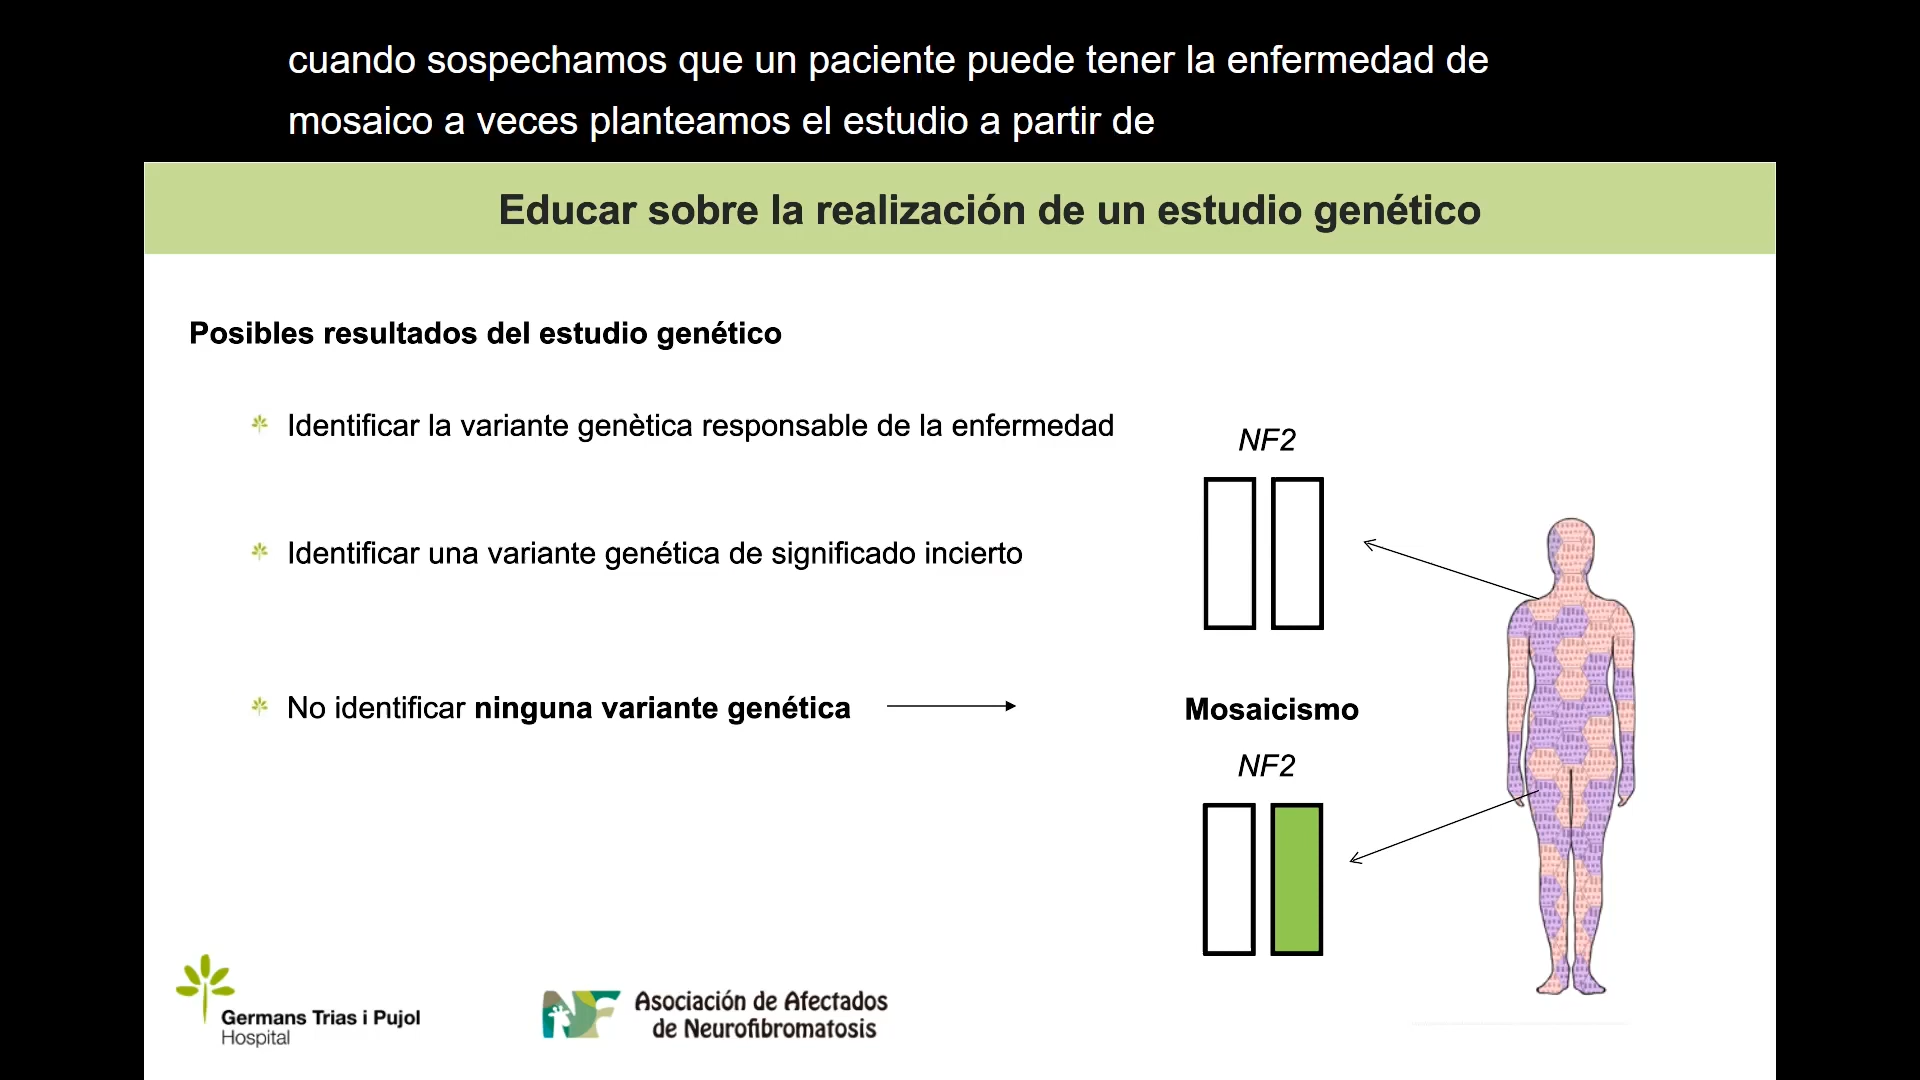 cuando sospechamos que un paciente puede tener la enfermedad de
mosaico a veces planteamos el estudio a partir de
Educar sobre la realización de un estudio genético
Posibles resultados del estudio genético
Identificar la variante genètica responsable de la enfermedad
Identificar una variante genética de significado incierto
No identificar ninguna variante genética
NF2
Mosaicismo
NF2
Germans Trias i Pujol
Hospital
NF
Asociación de Afectados
de Neurofibromatosis